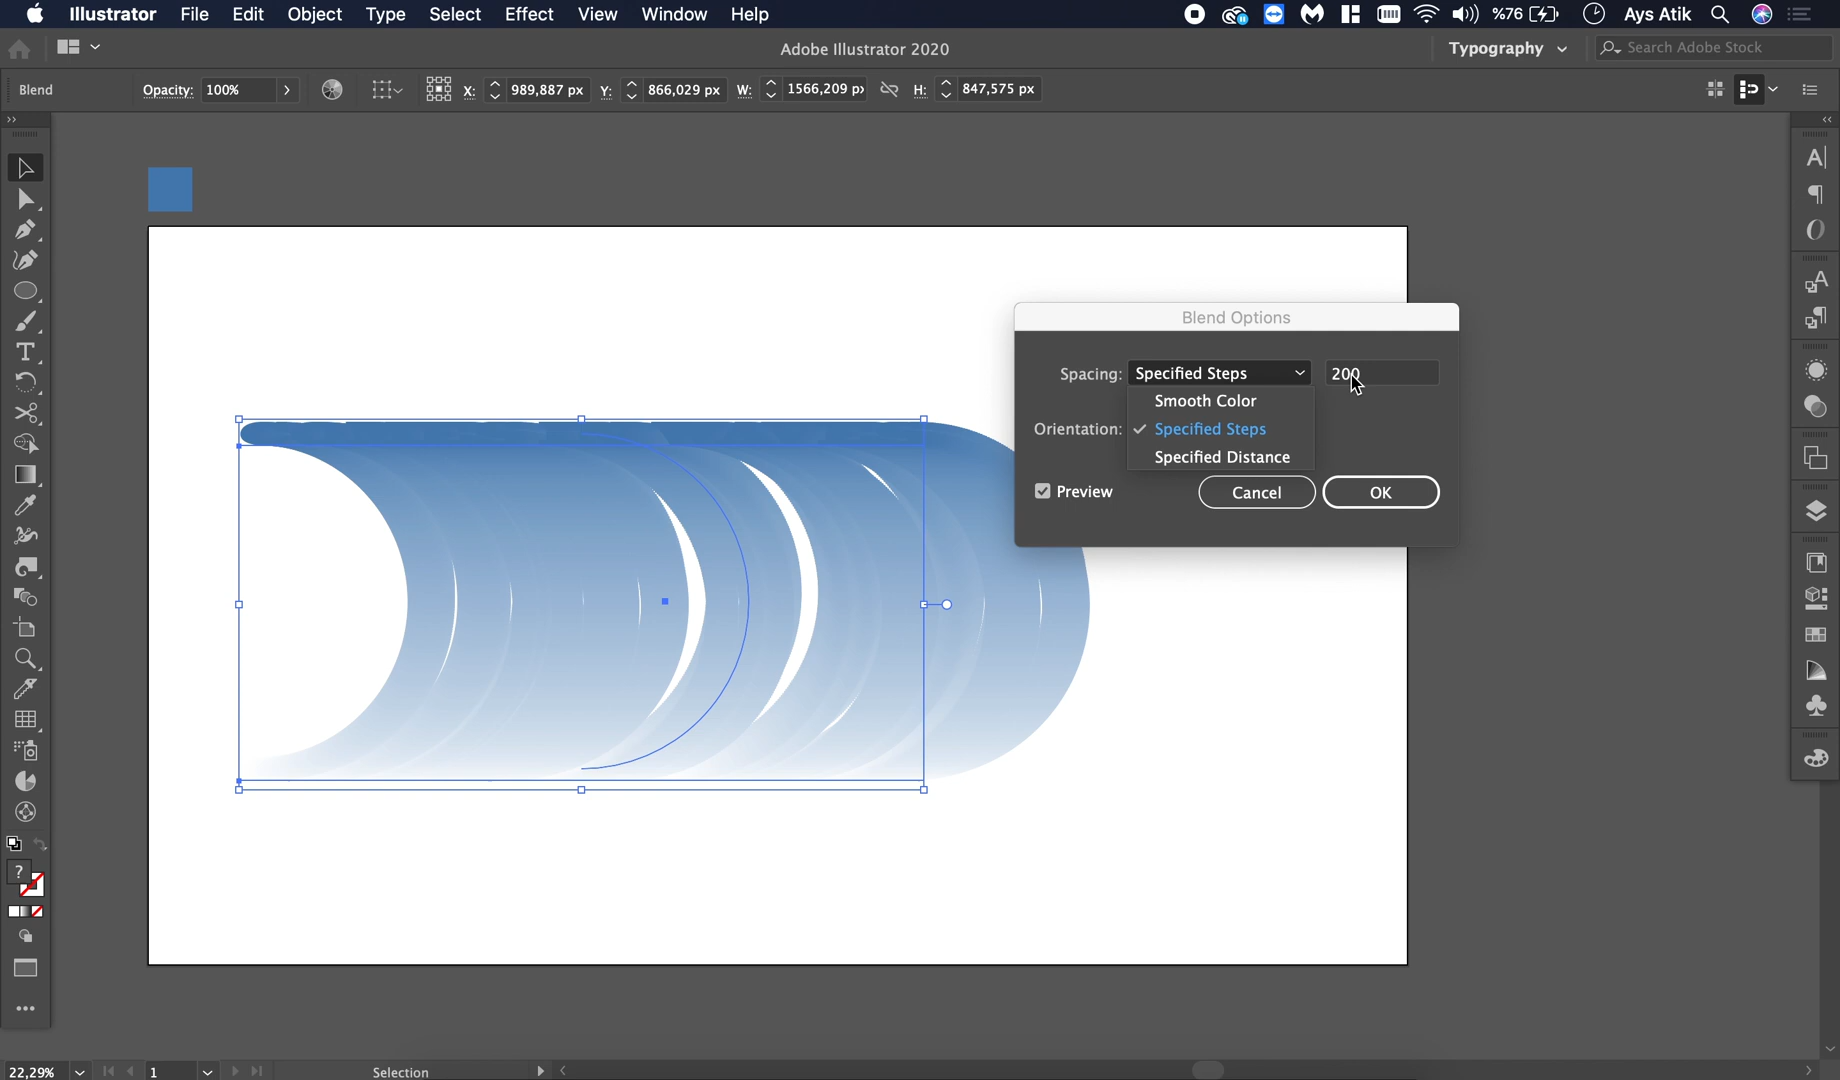 Illustrator File Edit Object Type Select Effect View Window Help %76 Ays Atik
Adobe Illustrator 2020 Typography Search Adobe Stock
Blend Opacity: 100% X: 989,887 px Y: 866,029 px W: 1566,209 px H: 847,575 px
Blend Options
Spacing: Specified Steps 200
Smooth Color
Orientation: Specified Steps
Specified Distance
Preview Cancel OK
22,29% 1 Selection